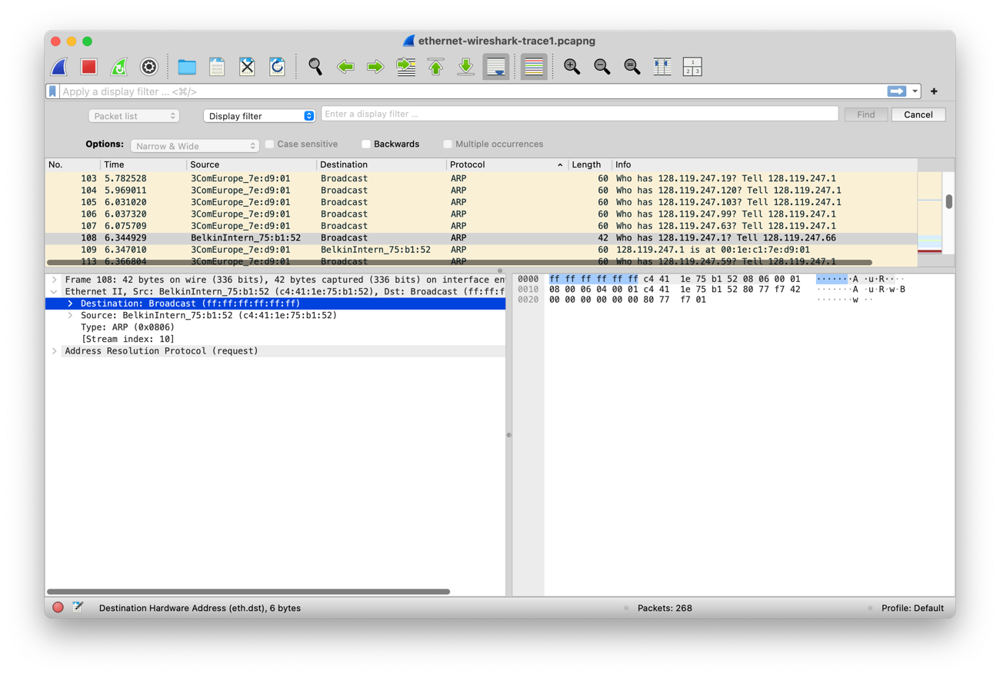 ethernet-wireshark-trace1.pcapng
Apply a display filter ... <⌘/>
Packet list Display filter Enter a display filter ... Find Cancel
Options: Narrow & Wide Case sensitive Backwards Multiple occurrences
No. Time Source Destination Protocol Length Info
103 5.782528 3ComEurope_7e:d9:01 Broadcast ARP 60 Who has 128.119.247.19? Tell 128.119.247.1
104 5.969011 3ComEurope_7e:d9:01 Broadcast ARP 60 Who has 128.119.247.120? Tell 128.119.247.1
105 6.031020 3ComEurope_7e:d9:01 Broadcast ARP 60 Who has 128.119.247.103? Tell 128.119.247.1
106 6.037320 3ComEurope_7e:d9:01 Broadcast ARP 60 Who has 128.119.247.99? Tell 128.119.247.1
107 6.075709 3ComEurope_7e:d9:01 Broadcast ARP 60 Who has 128.119.247.63? Tell 128.119.247.1
108 6.344929 BelkinIntern_75:b1:52 Broadcast ARP 42 Who has 128.119.247.1? Tell 128.119.247.66
109 6.347010 3ComEurope_7e:d9:01 BelkinIntern_75:b1:52 ARP 60 128.119.247.1 is at 00:1e:c1:7e:d9:01
113 6.366804 3ComEurope_7e:d9:01 Broadcast ARP 60 Who has 128.119.247.59? Tell 128.119.247.1
Frame 108: 42 bytes on wire (336 bits), 42 bytes captured (336 bits) on interface en
Ethernet II, Src: BelkinIntern_75:b1:52 (c4:41:1e:75:b1:52), Dst: Broadcast (ff:ff:f
Destination: Broadcast (ff:ff:ff:ff:ff:ff)
Source: BelkinIntern_75:b1:52 (c4:41:1e:75:b1:52)
Type: ARP (0x0806)
[Stream index: 10]
Address Resolution Protocol (request)
0000 ff ff ff ff ff ff c4 41 1e 75 b1 52 08 06 00 01 ·······A ·u·R····
0010 08 00 06 04 00 01 c4 41 1e 75 b1 52 80 77 f7 42 ·······A ·u·R·w·B
0020 00 00 00 00 00 00 80 77 f7 01 ·······w ··
Destination Hardware Address (eth.dst), 6 bytes
Packets: 268
Profile: Default